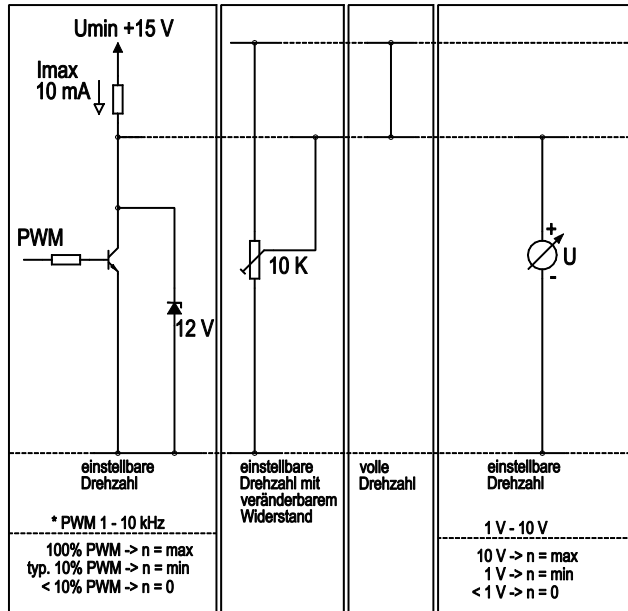 Umin +15 V
Imax
10 mA
PWM
12 V
einstellbare
Drehzahl
* PWM 1 - 10 kHz
100% PWM -> n = max
typ. 10% PWM -> n = min
< 10% PWM -> n = 0
10 K
einstellbare
Drehzahl mit
veränderbarem
Widerstand
volle
Drehzahl
+
U
-
einstellbare
Drehzahl
1 V - 10 V
10 V -> n = max
1 V -> n = min
< 1 V -> n = 0